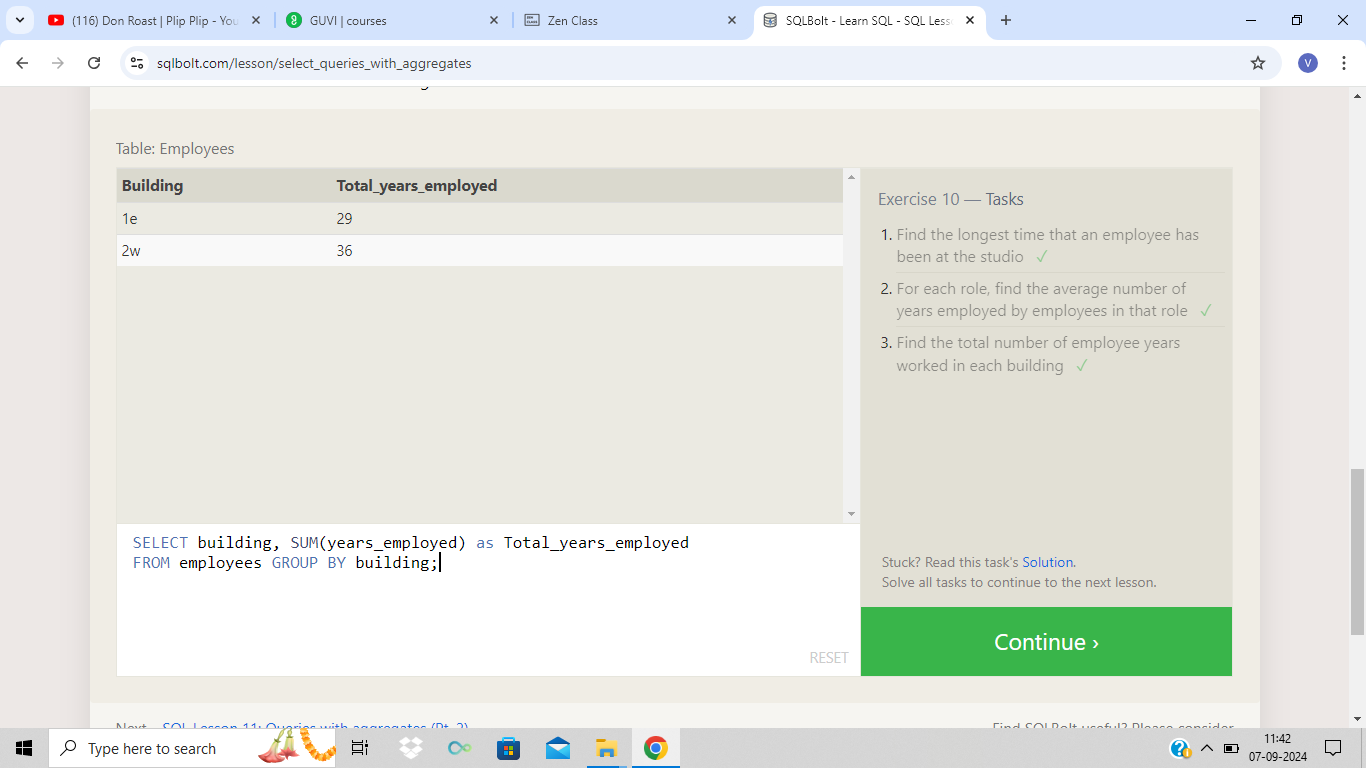 (116) Don Roast | Plip Plip - You
GUVI | courses
Zen Class
SQLBolt - Learn SQL - SQL Less
sqlbolt.com/lesson/select_queries_with_aggregates
V
Table: Employees
Building Total_years_employed
1e 29
2w 36
Exercise 10 — Tasks
1. Find the longest time that an employee has
been at the studio ✓
2. For each role, find the average number of
years employed by employees in that role ✓
3. Find the total number of employee years
worked in each building ✓
SELECT building, SUM(years_employed) as Total_years_employed
FROM employees GROUP BY building;
RESET
Stuck? Read this task's Solution.
Solve all tasks to continue to the next lesson.
Continue ›
Next – SQL Lesson 11: Queries with aggregates (Pt. 2)
Find SQLBolt useful? Please consider
Type here to search
11:42
07-09-2024